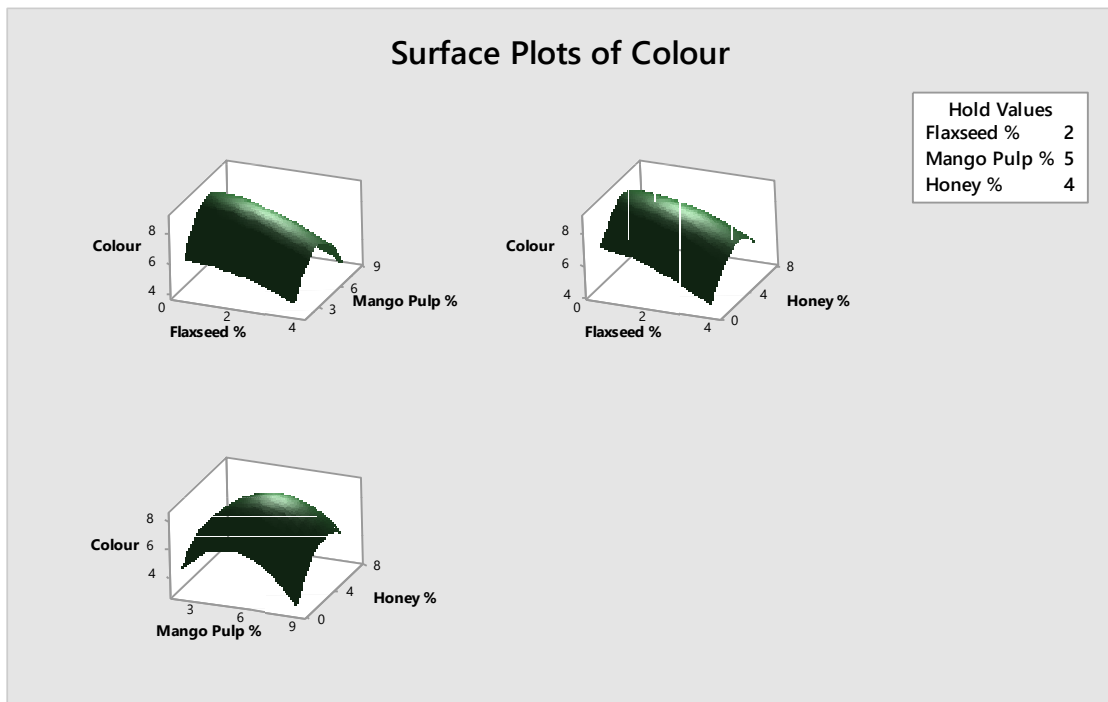 Surface Plots of Colour
Hold Values
Flaxseed % 2
Mango Pulp % 5
Honey % 4
8
Colour
6
4
0
2
4
Flaxseed %
3
6
9
Mango Pulp %
8
Colour
6
4
0
2
4
Flaxseed %
0
4
8
Honey %
8
Colour 6
4
3
6
9
Mango Pulp %
0
4
8
Honey %